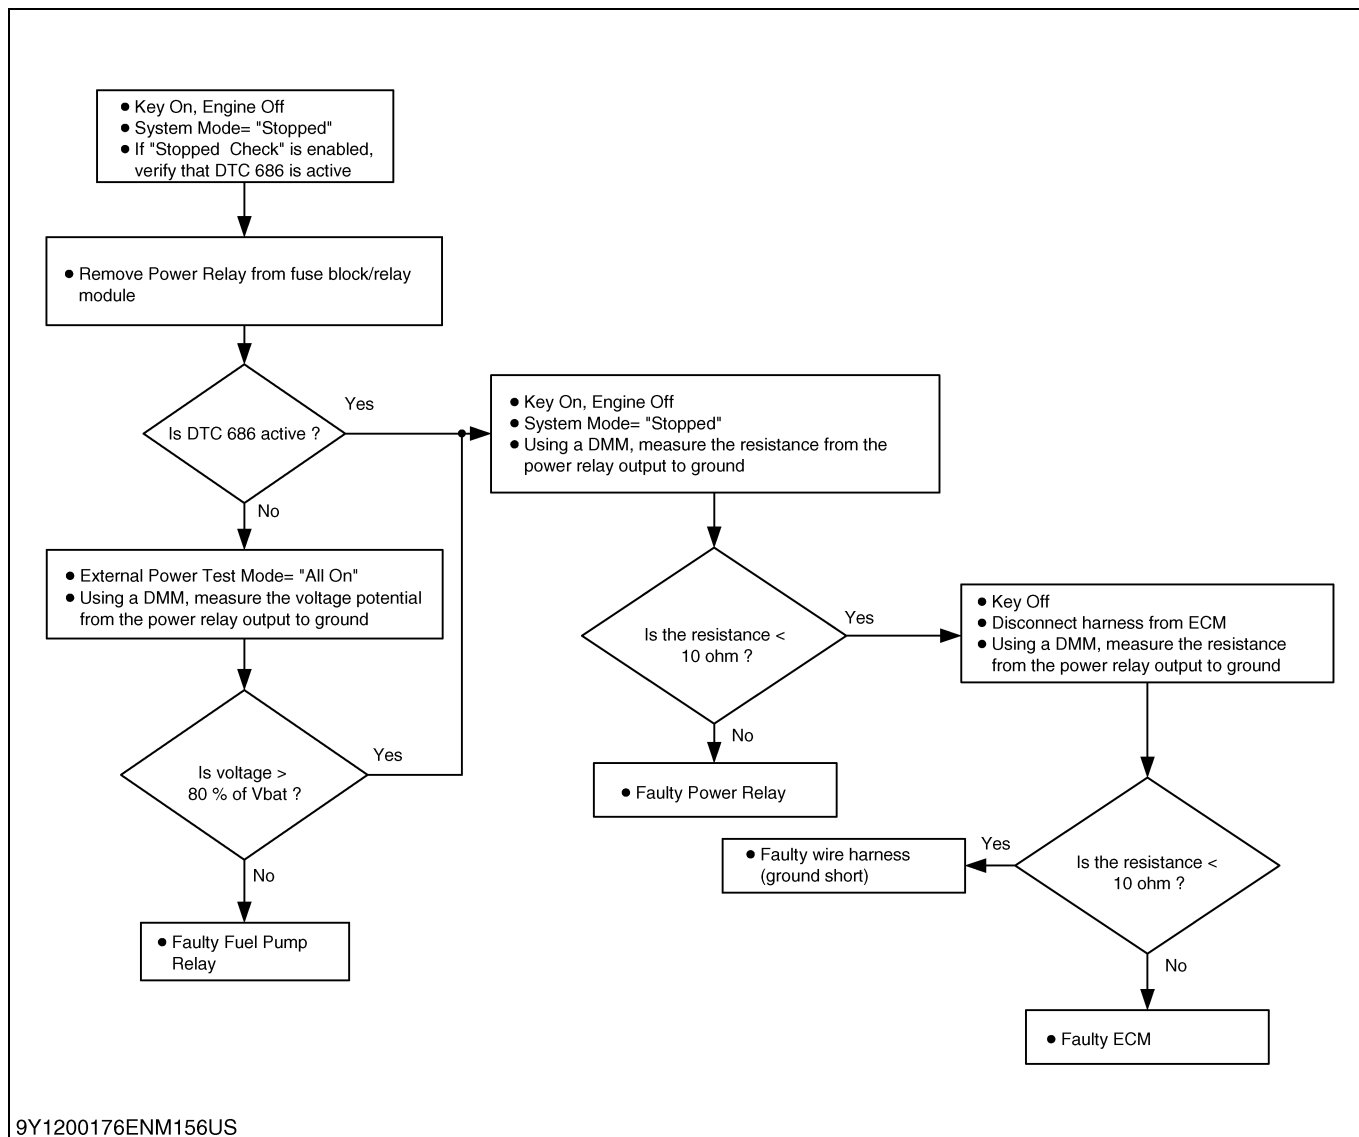 ● Key On, Engine Off
● System Mode= "Stopped"
● If "Stopped Check" is enabled,
verify that DTC 686 is active
● Remove Power Relay from fuse block/relay
module
Is DTC 686 active ?
Yes
No
● External Power Test Mode= "All On"
● Using a DMM, measure the voltage potential
from the power relay output to ground
Is voltage >
80 % of Vbat ?
Yes
No
● Faulty Fuel Pump
Relay
● Key On, Engine Off
● System Mode= "Stopped"
● Using a DMM, measure the resistance from the
power relay output to ground
Is the resistance <
10 ohm ?
Yes
No
● Faulty Power Relay
● Key Off
● Disconnect harness from ECM
● Using a DMM, measure the resistance
from the power relay output to ground
Is the resistance <
10 ohm ?
Yes
● Faulty wire harness
(ground short)
No
● Faulty ECM
9Y1200176ENM156US